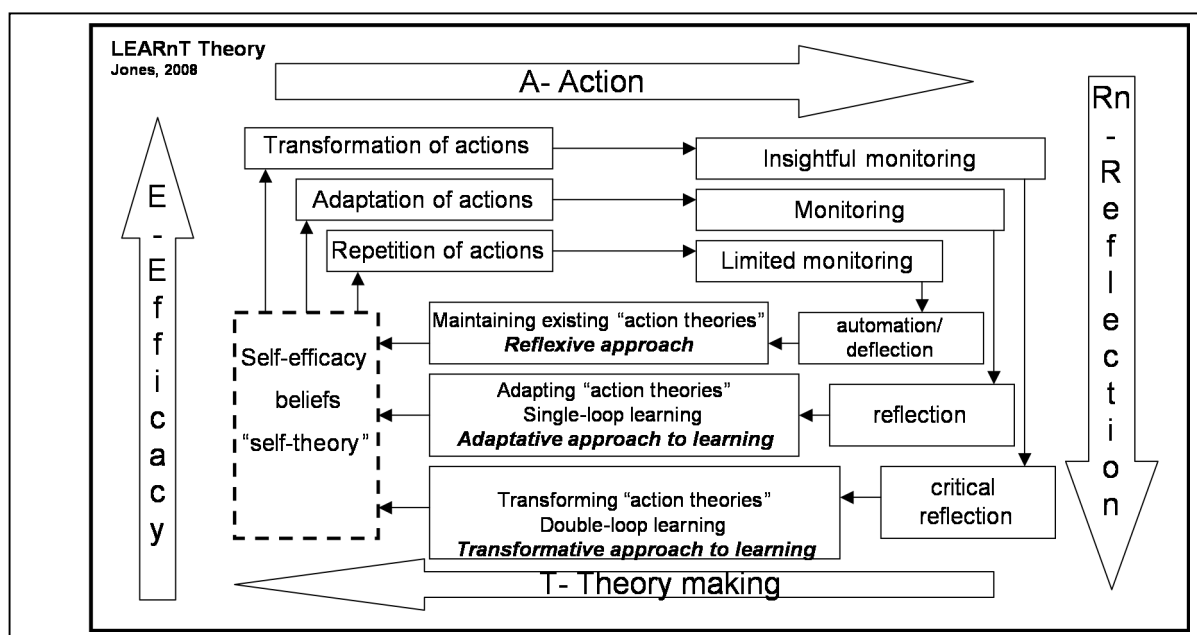 LEARnT Theory
Jones, 2008
A- Action
Rn
-
Reflection
E
-
Efficacy
Transformation of actions
Insightful monitoring
Adaptation of actions
Monitoring
Repetition of actions
Limited monitoring
Maintaining existing “action theories”
Reflexive approach
automation/
deflection
Self-efficacy
beliefs
“self-theory”
Adapting “action theories”
Single-loop learning
Adaptative approach to learning
reflection
Transforming “action theories”
Double-loop learning
Transformative approach to learning
critical
reflection
T- Theory making